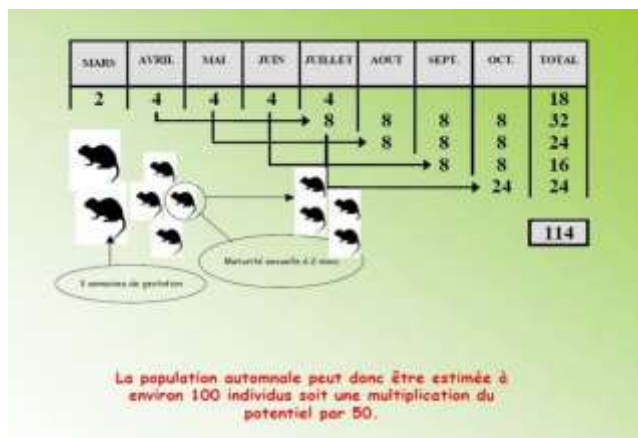 MARS AVRIL MAI JUIN JUILLET AOUT SEPT. OCT. TOTAL
2 4 4 4 4 18
8 8 8 8 32
8 8 8 24
8 8 16
24 24
114
Maturité sexuelle à 2 mois
3 semaines de gestation
La population automnale peut donc être estimée à
environ 100 individus soit une multiplication du
potentiel par 50.